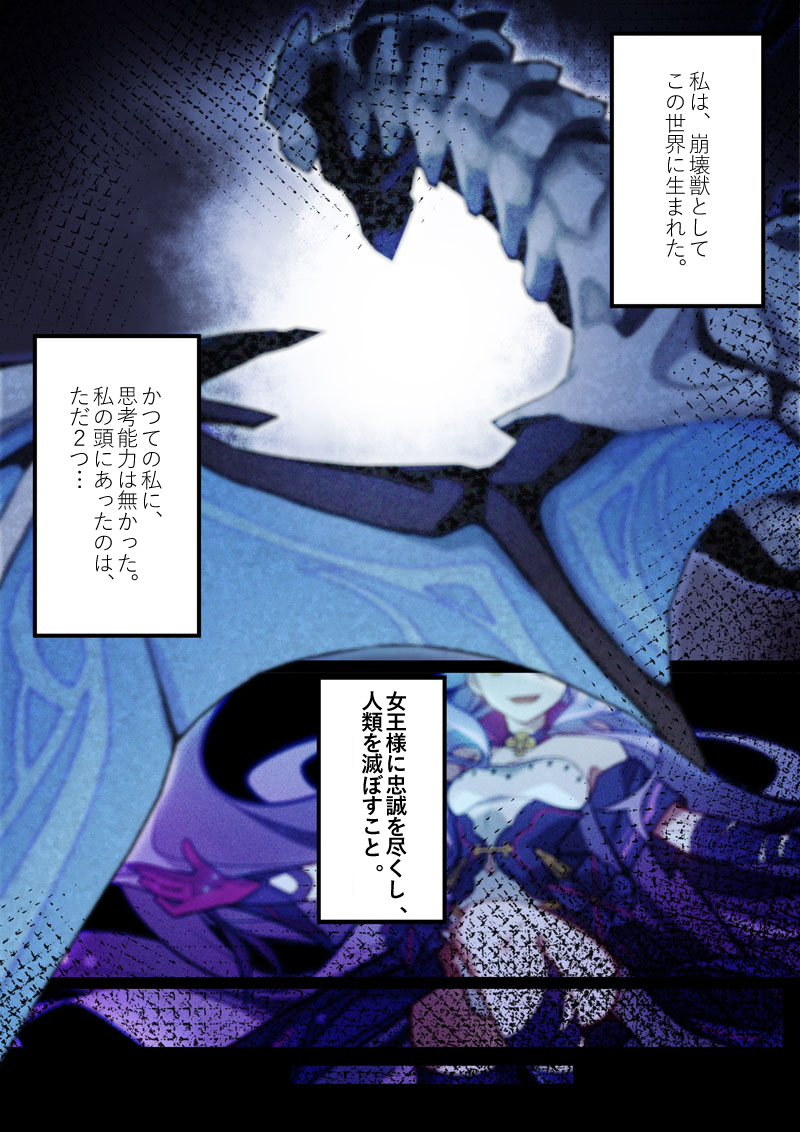 私は、崩壊獣として
この世界に生まれた。
かつての私に、
思考能力は無かった。
私の頭にあったのは、
ただ２つ…
女王様に忠誠を尽くし、
人類を滅ぼすこと。